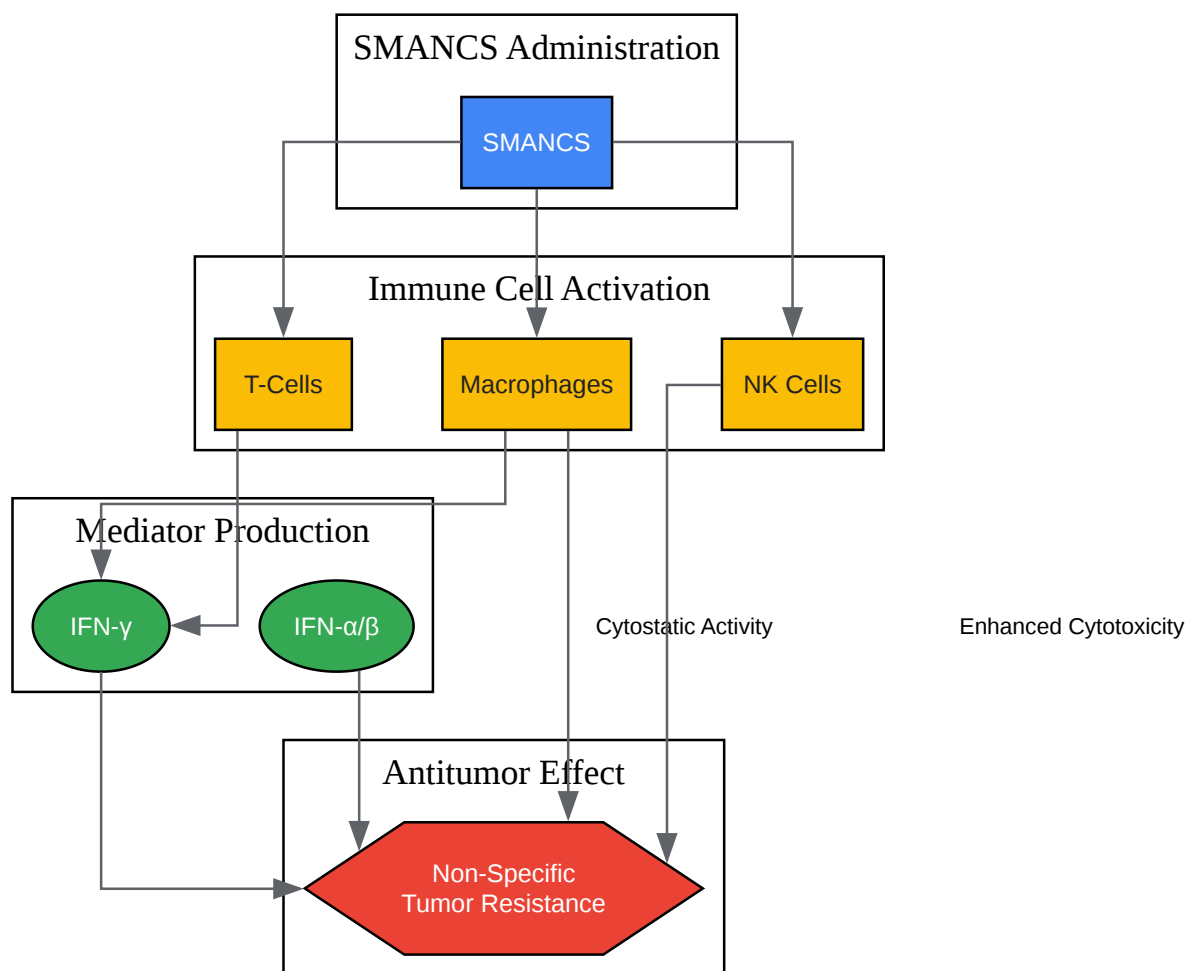 SMANCS Administration
SMANCS
Immune Cell Activation
T-Cells
Macrophages
NK Cells
Mediator Production
IFN-γ
IFN-α/β
Cytostatic Activity
Enhanced Cytotoxicity
Antitumor Effect
Non-Specific
Tumor Resistance